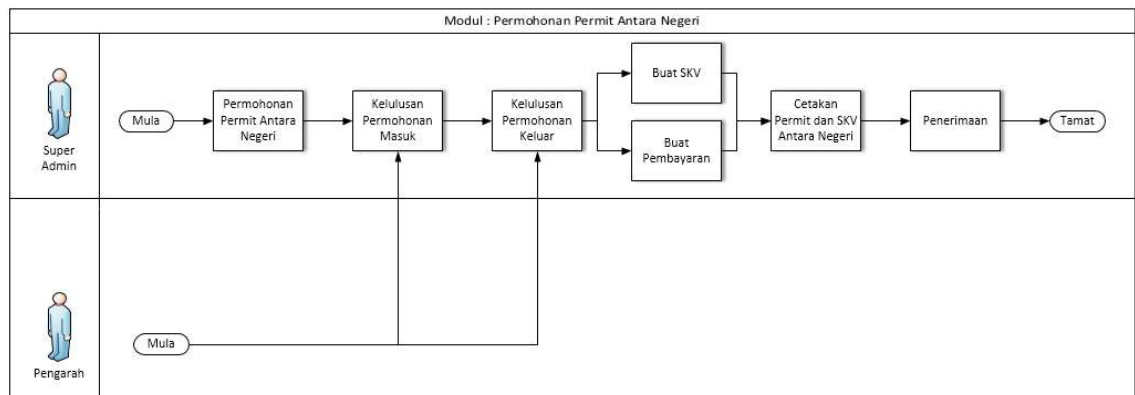 Modul : Permohonan Permit Antara Negeri
Super
Admin
Mula
Permohonan
Permit Antara
Negeri
Kelulusan
Permohonan
Masuk
Kelulusan
Permohonan
Keluar
Buat SKV
Buat
Pembayaran
Cetakan
Permit dan SKV
Antara Negeri
Penerimaan
Tamat
Pengarah
Mula